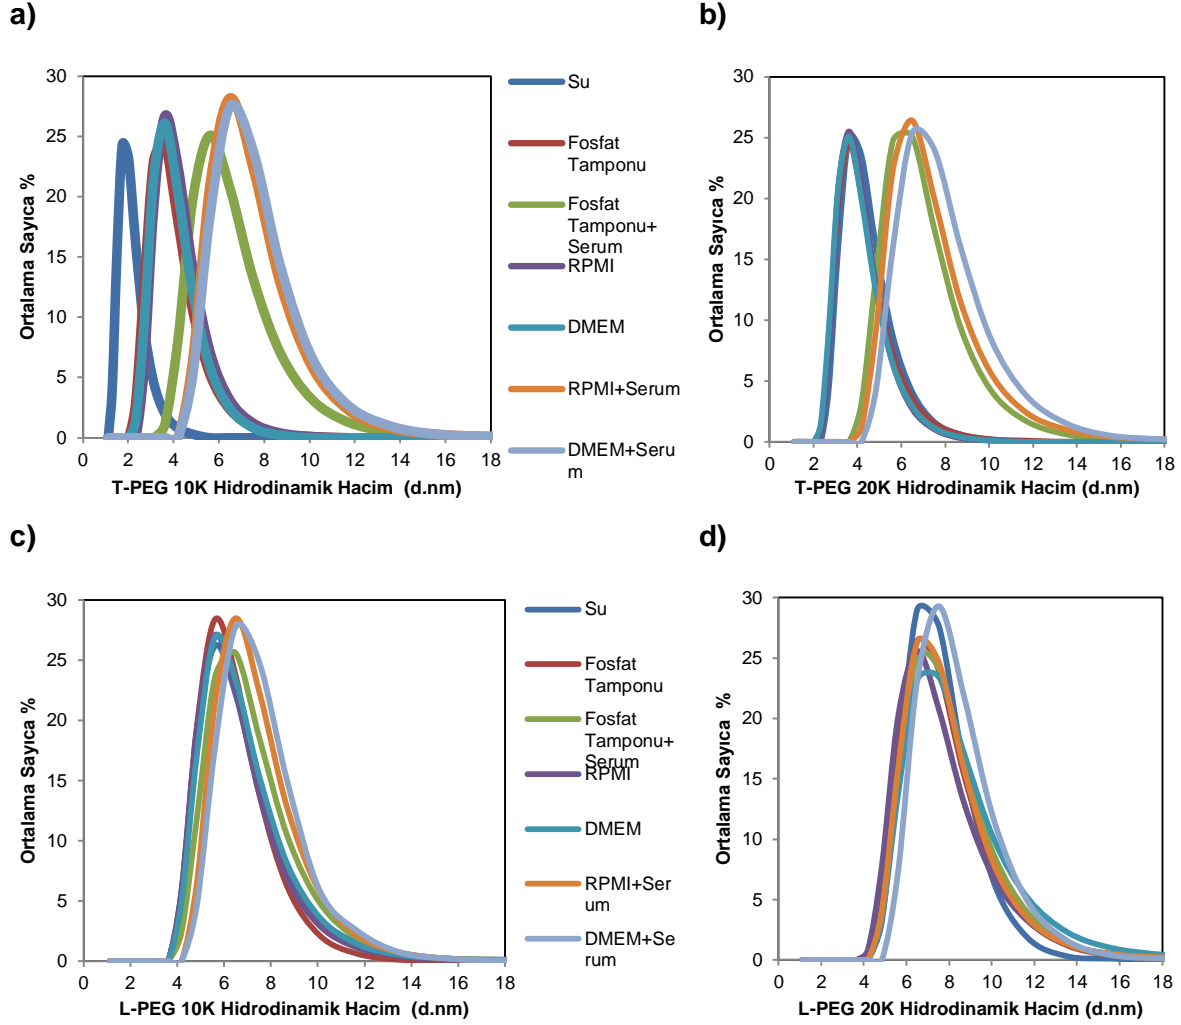 a)
b)
30
25
20
15
10
5
0
Ortalama Sayıca %
0 2 4 6 8 10 12 14 16 18
T-PEG 10K Hidrodinamik Hacim (d.nm)
Su
Fosfat
Tamponu
Fosfat
Tamponu+
Serum
RPMI
DMEM
RPMI+Serum
DMEM+Seru
m
30
25
20
15
10
5
0
Ortalama Sayıca %
0 2 4 6 8 10 12 14 16 18
T-PEG 20K Hidrodinamik Hacim (d.nm)
c)
d)
30
25
20
15
10
5
0
Ortalama Sayıca %
0 2 4 6 8 10 12 14 16 18
L-PEG 10K Hidrodinamik Hacim (d.nm)
Su
Fosfat
Tamponu
Fosfat
Tamponu+
Serum
RPMI
DMEM
RPMI+Ser
um
DMEM+Se
rum
30
25
20
15
10
5
0
Ortalama Sayıca %
0 2 4 6 8 10 12 14 16 18
L-PEG 20K Hidrodinamik Hacim (d.nm)